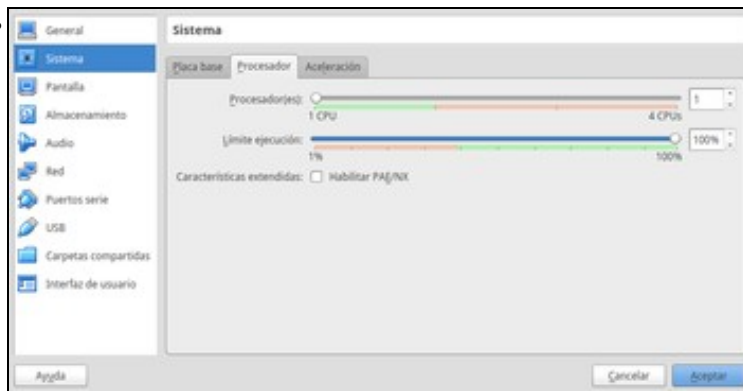 General
Sistema
Pantalla
Almacenamiento
Audio
Red
Puertos serie
USB
Carpetas compartidas
Interfaz de usuario
Sistema
Placa base Procesador Aceleración
Procesador(es): 1
1 CPU 4 CPUs
Límite ejecución: 100%
1% 100%
Características extendidas: Habilitar PAE/NX
Ayuda Cancelar Aceptar